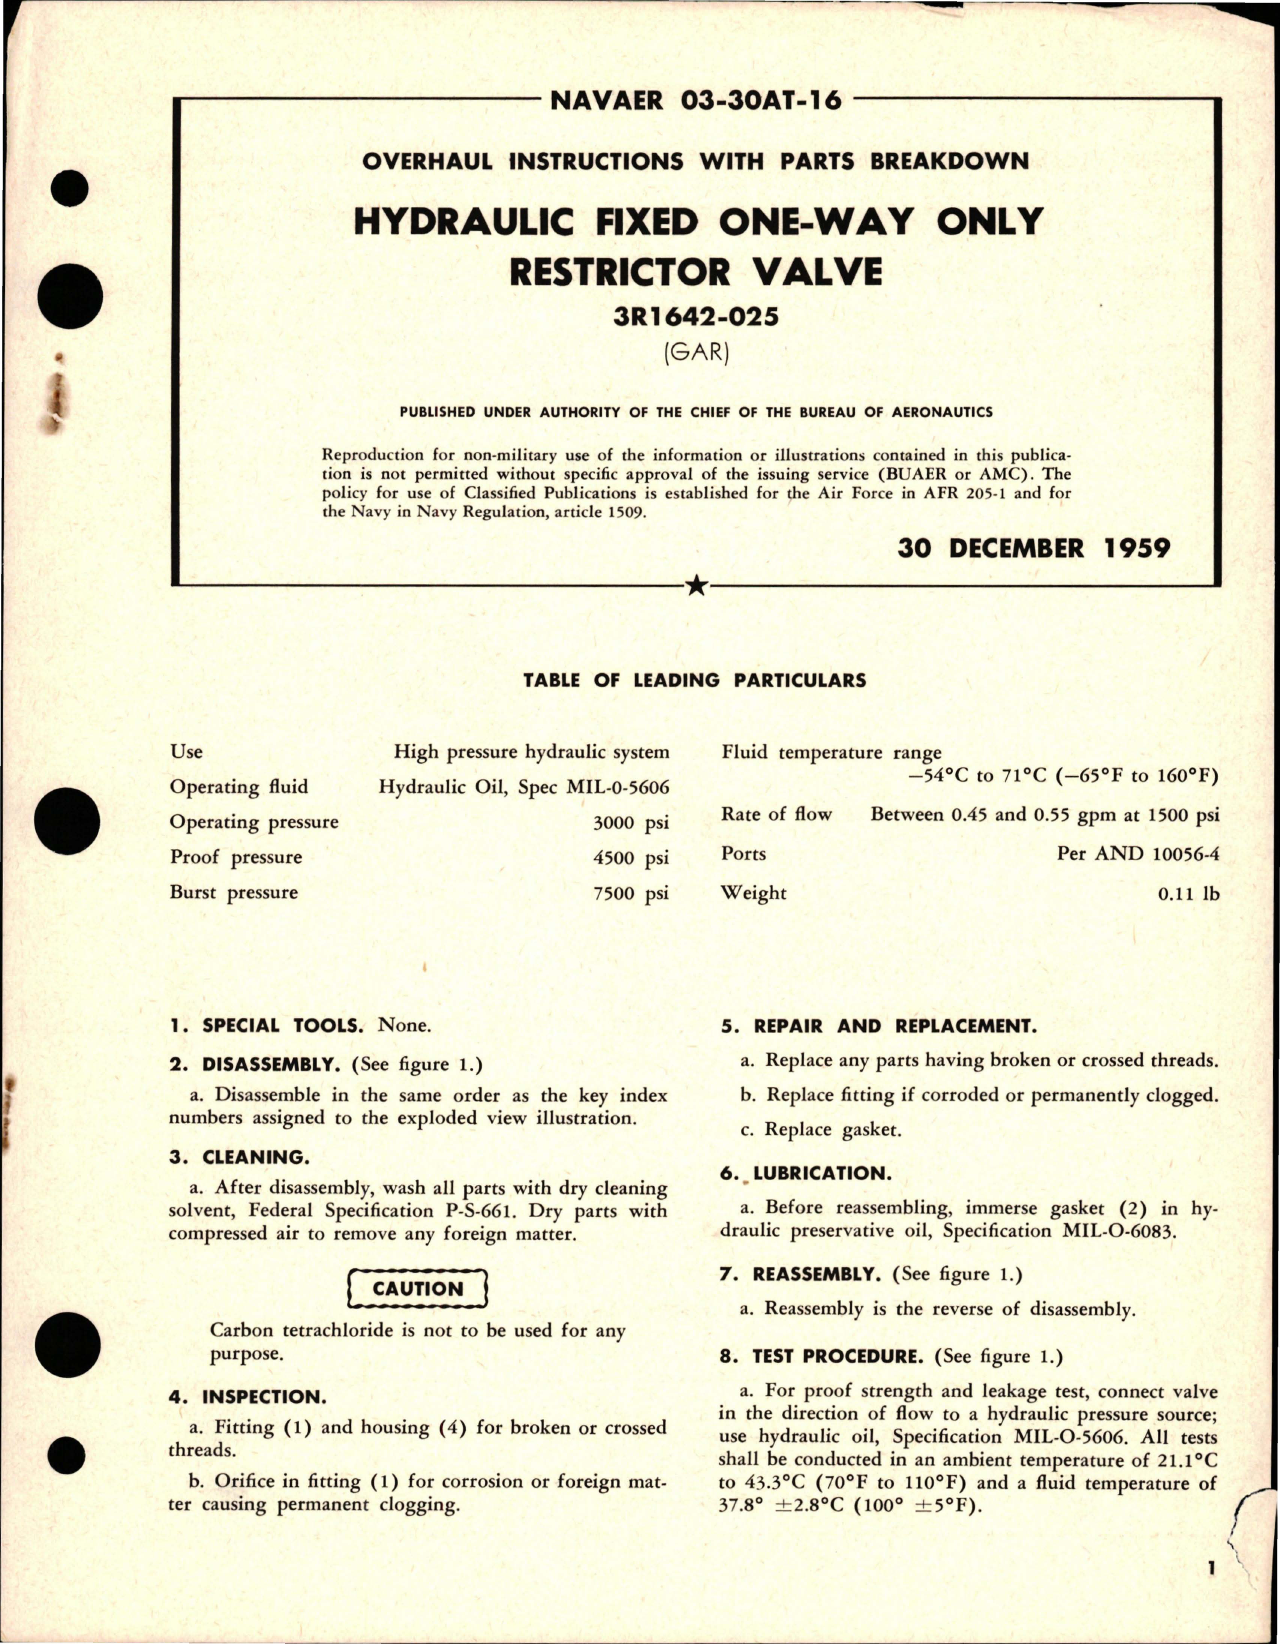 NAVAER 03-30AT-16
OVERHAUL INSTRUCTIONS WITH PARTS BREAKDOWN
HYDRAULIC FIXED ONE-WAY ONLY
RESTRICTOR VALVE
3R1642-025
(GAR)
PUBLISHED UNDER AUTHORITY OF THE CHIEF OF THE BUREAU OF AERONAUTICS
Reproduction for non-military use of the information or illustrations contained in this publica-
tion is not permitted without specific approval of the issuing service (BUAER or AMC). The
policy for use of Classified Publications is established for the Air Force in AFR 205-1 and for
the Navy in Navy Regulation, article 1509.
30 DECEMBER 1959
TABLE OF LEADING PARTICULARS
Use High pressure hydraulic system
Operating fluid Hydraulic Oil, Spec MIL-0-5606
Operating pressure 3000 psi
Proof pressure 4500 psi
Burst pressure 7500 psi
Fluid temperature range
—54°C to 71°C (—65°F to 160°F)
Rate of flow Between 0.45 and 0.55 gpm at 1500 psi
Ports Per AND 10056-4
Weight 0.11 lb
1. SPECIAL TOOLS. None.
2. DISASSEMBLY. (See figure 1.)
a. Disassemble in the same order as the key index
numbers assigned to the exploded view illustration.
3. CLEANING.
a. After disassembly, wash all parts with dry cleaning
solvent, Federal Specification P-S-661. Dry parts with
compressed air to remove any foreign matter.
CAUTION
Carbon tetrachloride is not to be used for any
purpose.
4. INSPECTION.
a. Fitting (1) and housing (4) for broken or crossed
threads.
b. Orifice in fitting (1) for corrosion or foreign mat-
ter causing permanent clogging.
5. REPAIR AND REPLACEMENT.
a. Replace any parts having broken or crossed threads.
b. Replace fitting if corroded or permanently clogged.
c. Replace gasket.
6. LUBRICATION.
a. Before reassembling, immerse gasket (2) in hy-
draulic preservative oil, Specification MIL-O-6083.
7. REASSEMBLY. (See figure 1.)
a. Reassembly is the reverse of disassembly.
8. TEST PROCEDURE. (See figure 1.)
a. For proof strength and leakage test, connect valve
in the direction of flow to a hydraulic pressure source;
use hydraulic oil, Specification MIL-O-5606. All tests
shall be conducted in an ambient temperature of 21.1°C
to 43.3°C (70°F to 110°F) and a fluid temperature of
37.8° ±2.8°C (100° ±5°F).
1